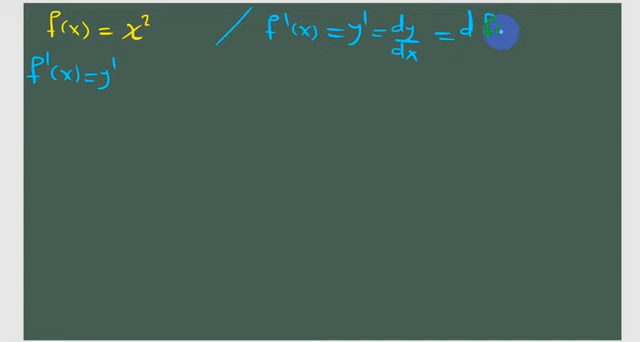 f(x) = x² / f'(x) = y' = dy/dx = d f
f'(x) = y'